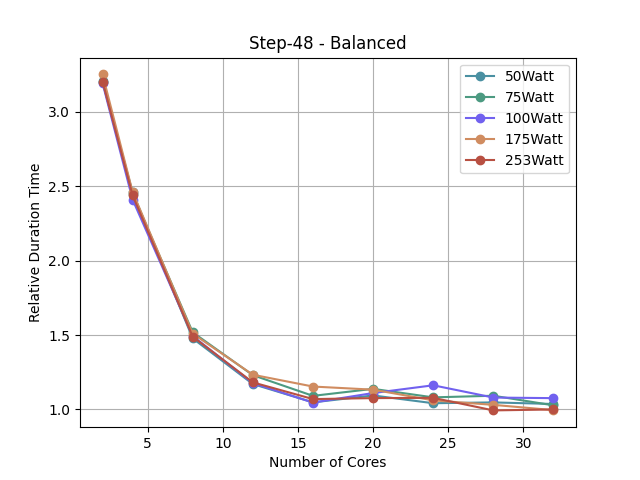 Step-48 - Balanced
50Watt
75Watt
100Watt
175Watt
253Watt
Relative Duration Time
3.0
2.5
2.0
1.5
1.0
5 10 15 20 25 30
Number of Cores